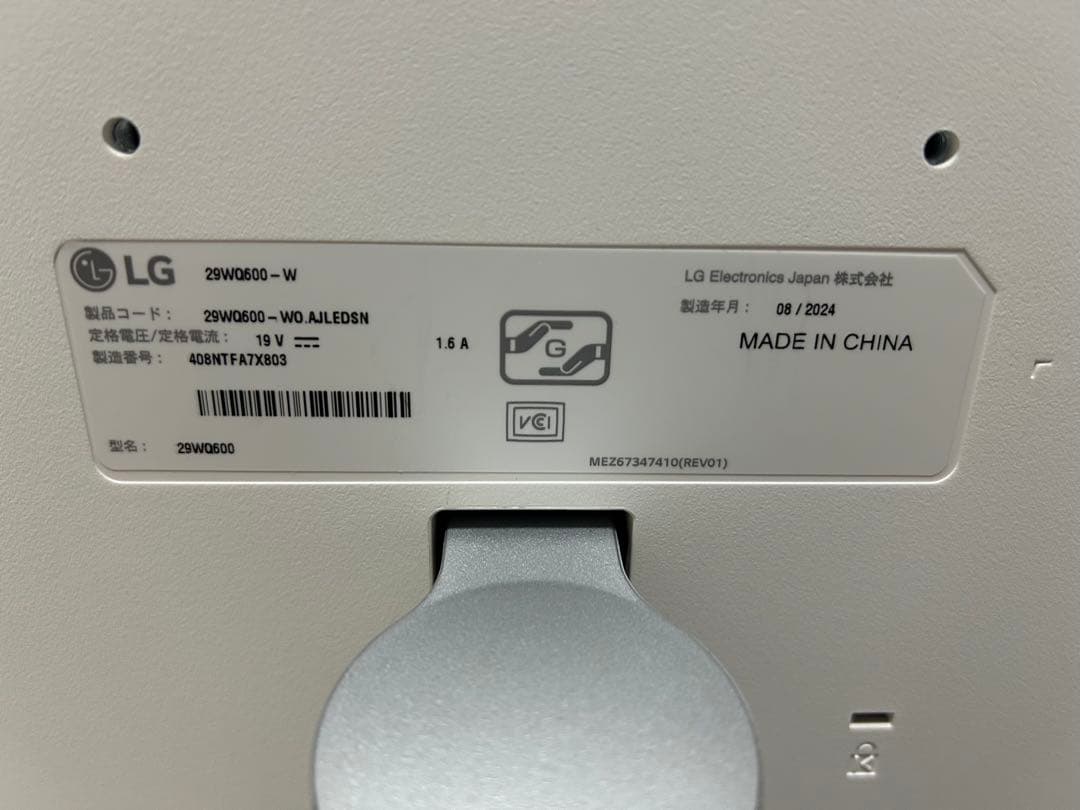 LG 29WQ600-W
製品コード： 29WQ600-WO.AJLEDSN
定格電圧/定格電流： 19 V 1.6 A
製造番号： 408NTFA7X803
型名： 29WQ600
G
VCCI
LG Electronics Japan 株式会社
製造年月： 08 / 2024
MADE IN CHINA
MEZ67347410(REV01)